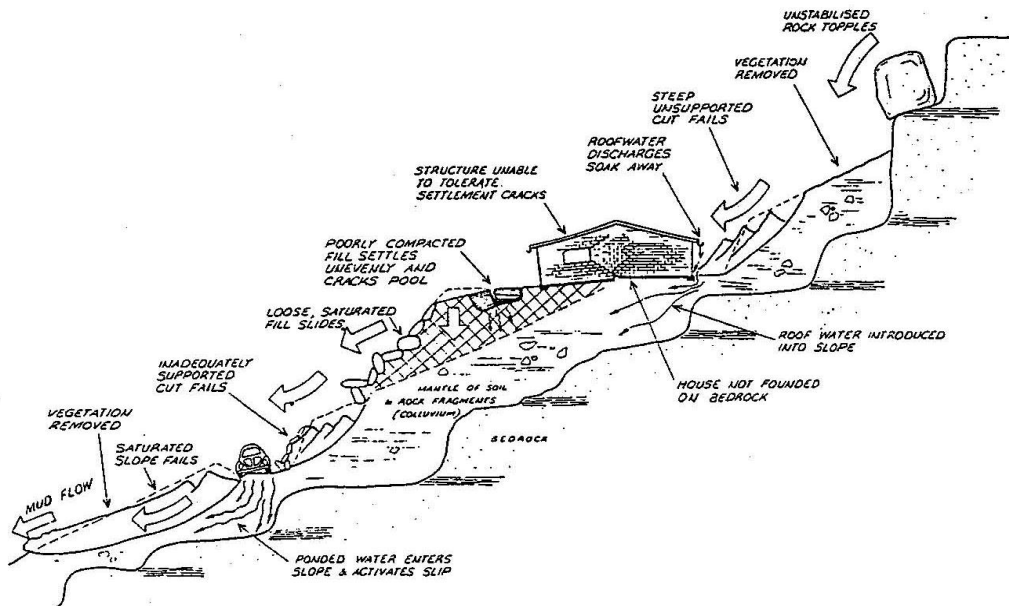 UNSTABILISED
ROCK TOPPLES
VEGETATION
REMOVED
STEEP
UNSUPPORTED
CUT FAILS
ROOFWATER
DISCHARGES
SOAK AWAY
STRUCTURE UNABLE
TO TOLERATE.
SETTLEMENT CRACKS
POORLY COMPACTED
FILL SETTLES
UNEVENLY AND
CRACKS POOL
LOOSE, SATURATED
FILL SLIDES
INADEQUATELY
SUPPORTED
CUT FAILS
VEGETATION
REMOVED
SATURATED
SLOPE FAILS
MUD FLOW
ROOF WATER INTRODUCED
INTO SLOPE
HOUSE NOT FOUNDED
ON BEDROCK
MANTLE OF SOIL
& ROCK FRAGMENTS
(COLLUVIUM)
BEDROCK
PONDED WATER ENTERS
SLOPE & ACTIVATES SLIP